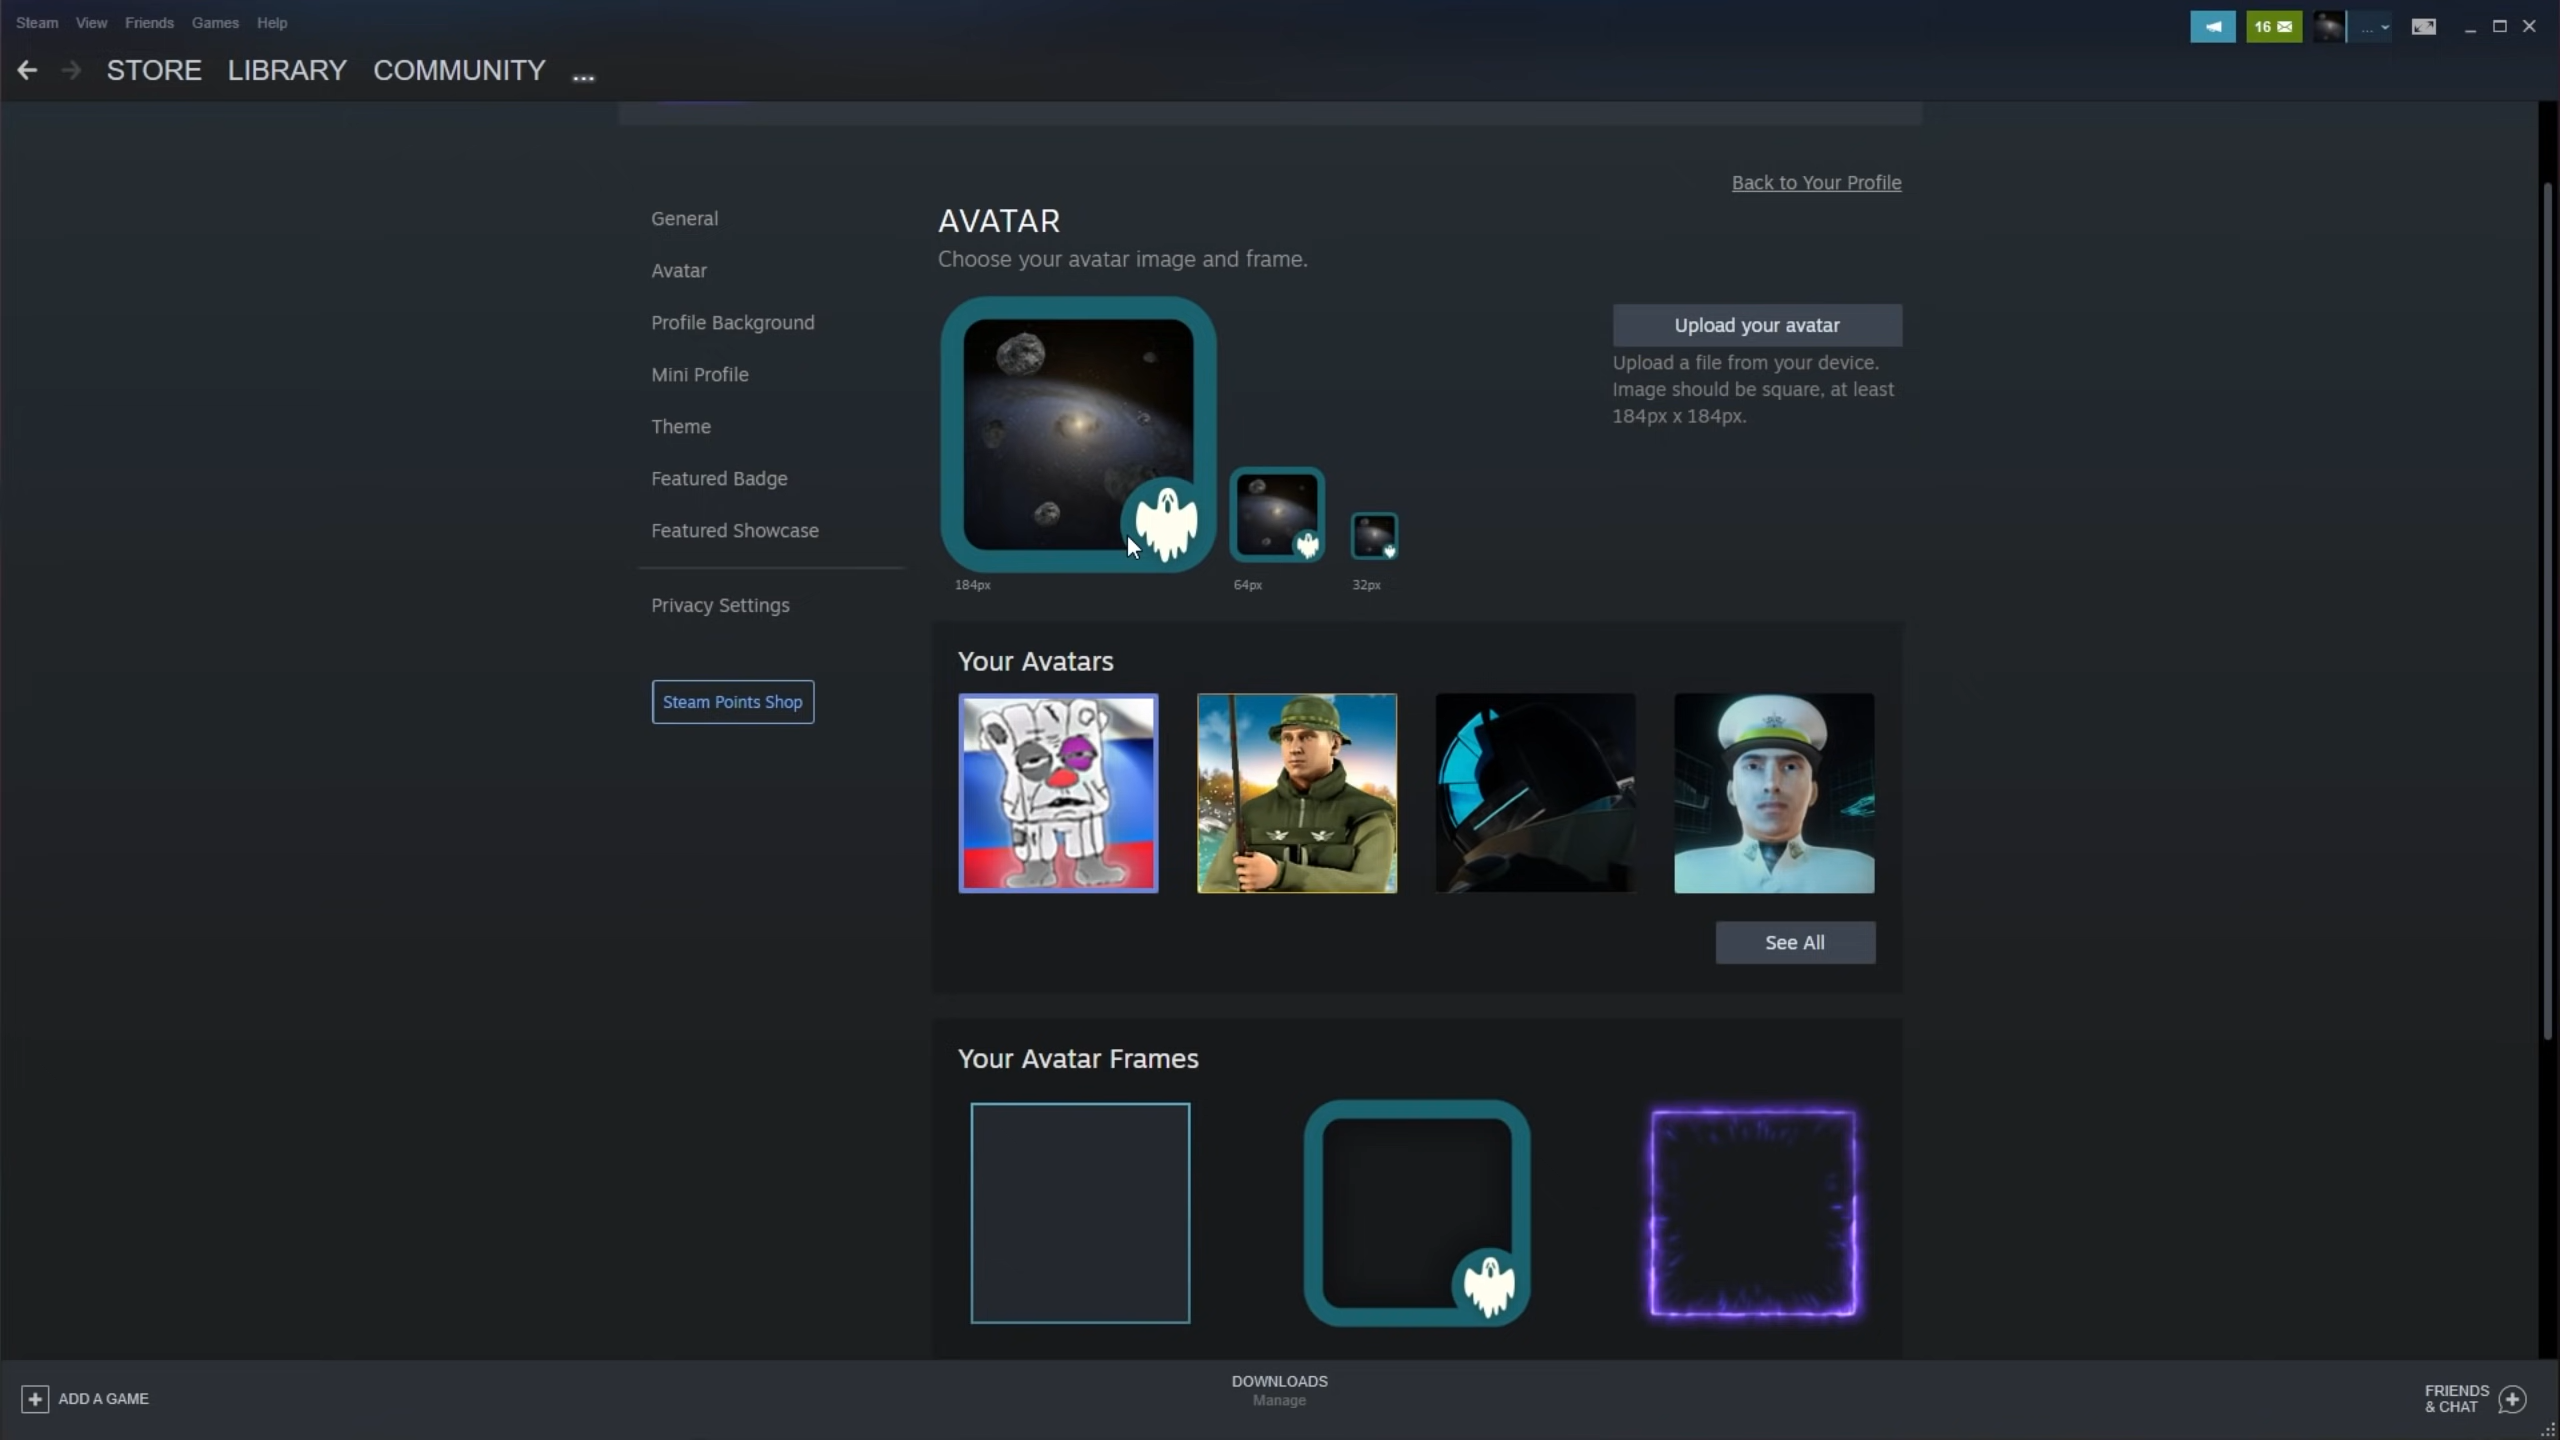 Steam View Friends Games Help
16
...
STORE LIBRARY COMMUNITY ...
Back to Your Profile
General
Avatar
Profile Background
Mini Profile
Theme
Featured Badge
Featured Showcase
Privacy Settings
Steam Points Shop
AVATAR
Choose your avatar image and frame.
184px
64px
32px
Upload your avatar
Upload a file from your device.
Image should be square, at least
184px x 184px.
Your Avatars
See All
Your Avatar Frames
ADD A GAME
DOWNLOADS
Manage
FRIENDS
& CHAT